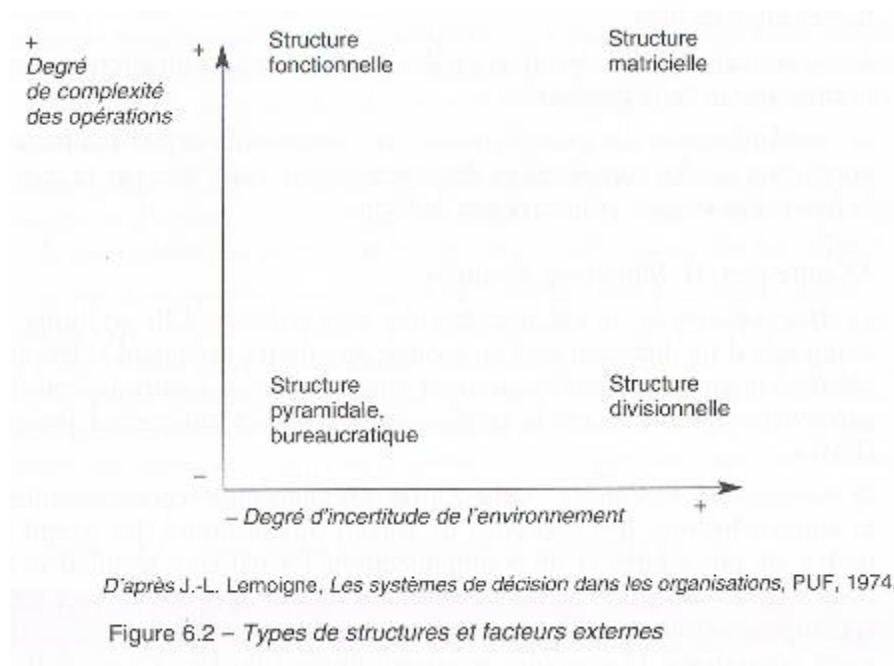 +
Degré
de complexité
des opérations
+
Structure
fonctionnelle
Structure
matricielle
Structure
pyramidale,
bureaucratique
Structure
divisionnelle
–
– Degré d'incertitude de l'environnement
+
D'après J.-L. Lemoigne, Les systèmes de décision dans les organisations, PUF, 1974
Figure 6.2 – Types de structures et facteurs externes